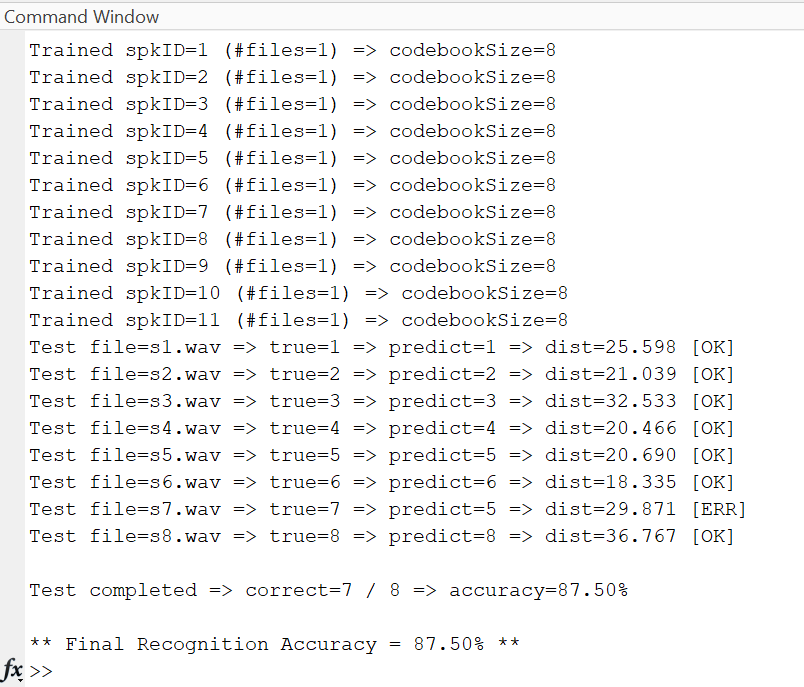 Command Window
Trained spkID=1 (#files=1) => codebookSize=8
Trained spkID=2 (#files=1) => codebookSize=8
Trained spkID=3 (#files=1) => codebookSize=8
Trained spkID=4 (#files=1) => codebookSize=8
Trained spkID=5 (#files=1) => codebookSize=8
Trained spkID=6 (#files=1) => codebookSize=8
Trained spkID=7 (#files=1) => codebookSize=8
Trained spkID=8 (#files=1) => codebookSize=8
Trained spkID=9 (#files=1) => codebookSize=8
Trained spkID=10 (#files=1) => codebookSize=8
Trained spkID=11 (#files=1) => codebookSize=8
Test file=s1.wav => true=1 => predict=1 => dist=25.598 [OK]
Test file=s2.wav => true=2 => predict=2 => dist=21.039 [OK]
Test file=s3.wav => true=3 => predict=3 => dist=32.533 [OK]
Test file=s4.wav => true=4 => predict=4 => dist=20.466 [OK]
Test file=s5.wav => true=5 => predict=5 => dist=20.690 [OK]
Test file=s6.wav => true=6 => predict=6 => dist=18.335 [OK]
Test file=s7.wav => true=7 => predict=5 => dist=29.871 [ERR]
Test file=s8.wav => true=8 => predict=8 => dist=36.767 [OK]
Test completed => correct=7 / 8 => accuracy=87.50%
** Final Recognition Accuracy = 87.50% **
fx >>